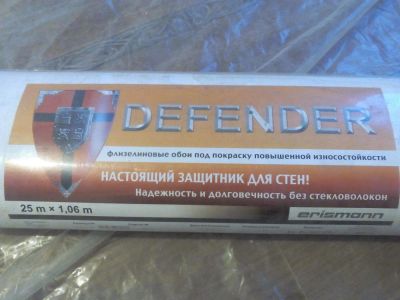 DEFENDER
флизелиновые обои под покраску повышенной износостойкости
НАСТОЯЩИЙ ЗАЩИТНИК ДЛЯ СТЕН!
Надежность и долговечность без стекловолокон
25 m × 1,06 m
erismann